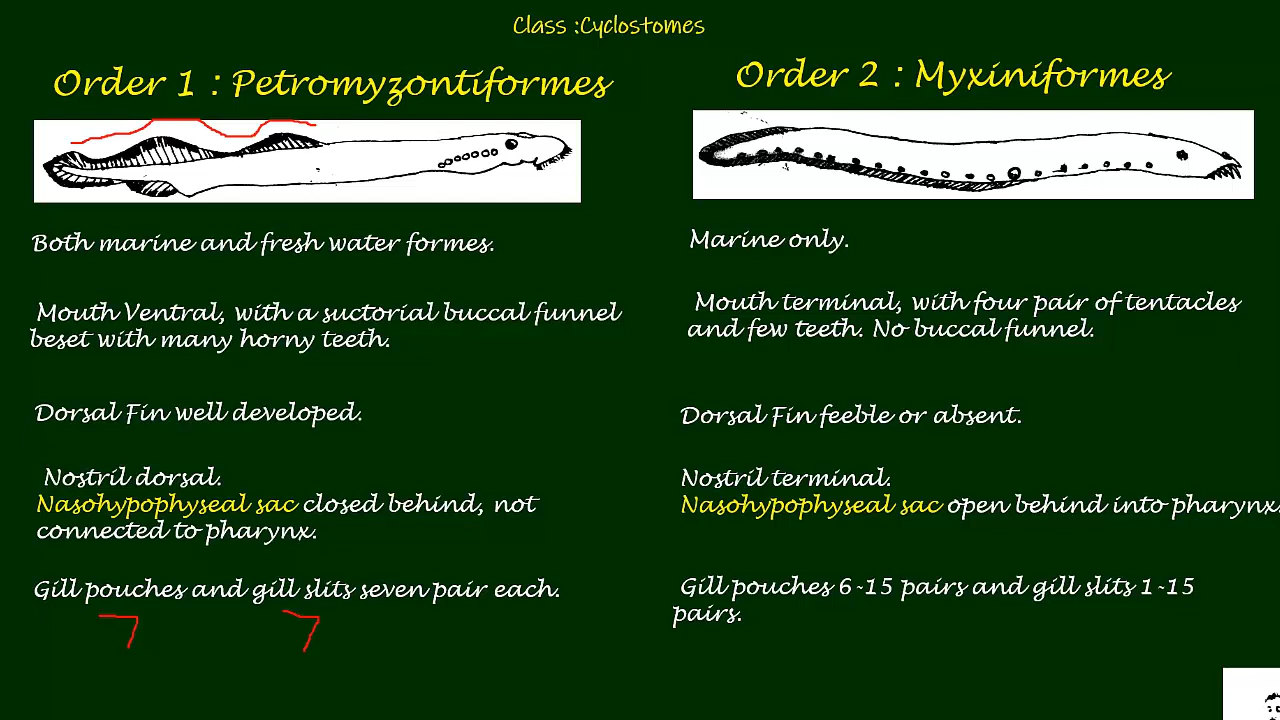 Class :Cyclostomes
Order 1 : Petromyzontiformes
Both marine and fresh water formes.
Mouth Ventral, with a suctorial buccal funnel
beset with many horny teeth.
Dorsal Fin well developed.
Nostril dorsal.
Nasohypophyseal sac closed behind, not
connected to pharynx.
Gill pouches and gill slits seven pair each.
7 7
Order 2 : Myxiniformes
Marine only.
Mouth terminal, with four pair of tentacles
and few teeth. No buccal funnel.
Dorsal Fin feeble or absent.
Nostril terminal.
Nasohypophyseal sac open behind into pharynx.
Gill pouches 6-15 pairs and gill slits 1-15
pairs.